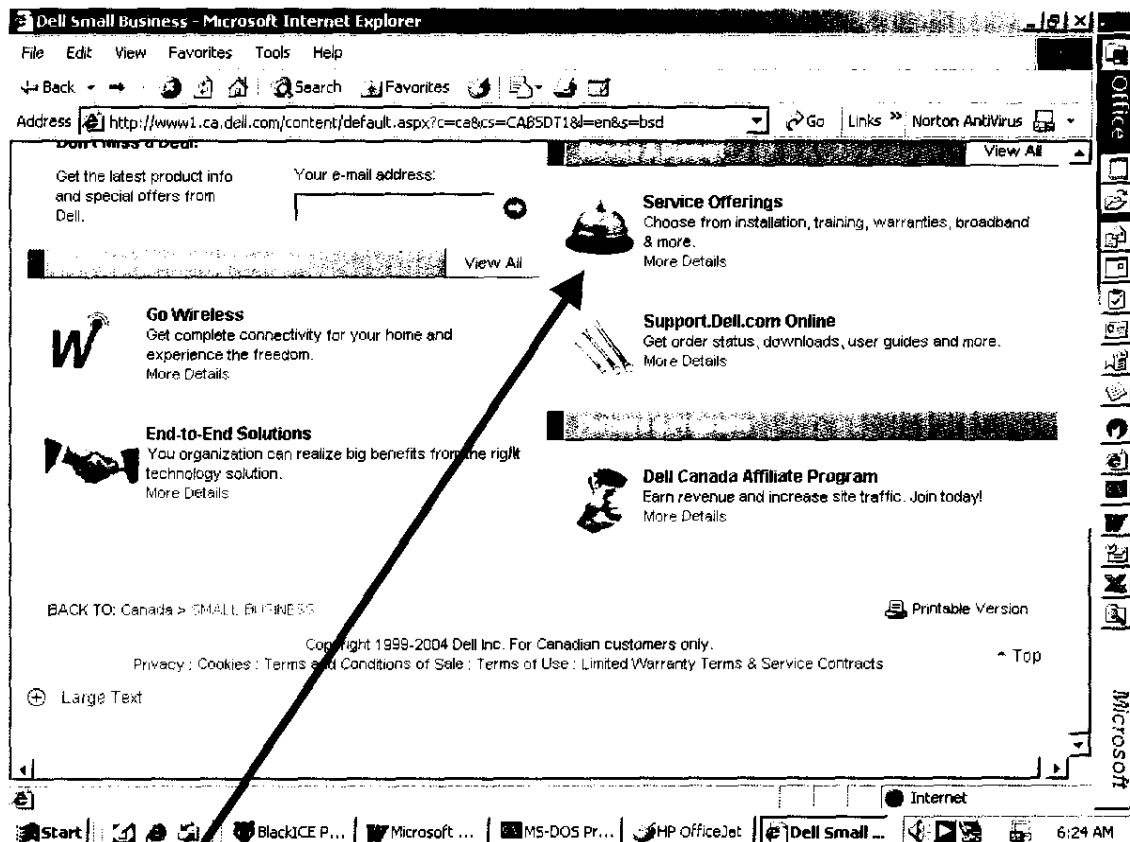 Dell Small Business - Microsoft Internet Explorer
File Edit View Favorites Tools Help
Back Search Favorites
Address http://www1.ca.dell.com/content/default.aspx?c=ca&cs=CABSDT1&l=en&s=bsd Go Links » Norton AntiVirus
Don't Miss a Deal!
Get the latest product info
and special offers from
Dell.
Your e-mail address:
View All
W
Go Wireless
Get complete connectivity for your home and
experience the freedom.
More Details
End-to-End Solutions
You organization can realize big benefits from the right
technology solution.
More Details
View All
Service Offerings
Choose from installation, training, warranties, broadband
& more.
More Details
Support.Dell.com Online
Get order status, downloads, user guides and more.
More Details
Dell Canada Affiliate Program
Earn revenue and increase site traffic. Join today!
More Details
BACK TO: Canada > SMALL BUSINESS
Printable Version
Copyright 1999-2004 Dell Inc. For Canadian customers only.
Privacy : Cookies : Terms and Conditions of Sale : Terms of Use : Limited Warranty Terms & Service Contracts
Top
Large Text
Internet
Start BlackICE P... Microsoft ... MS-DOS Pr... HP OfficeJet Dell Small ... 6:24 AM
Office
Microsoft